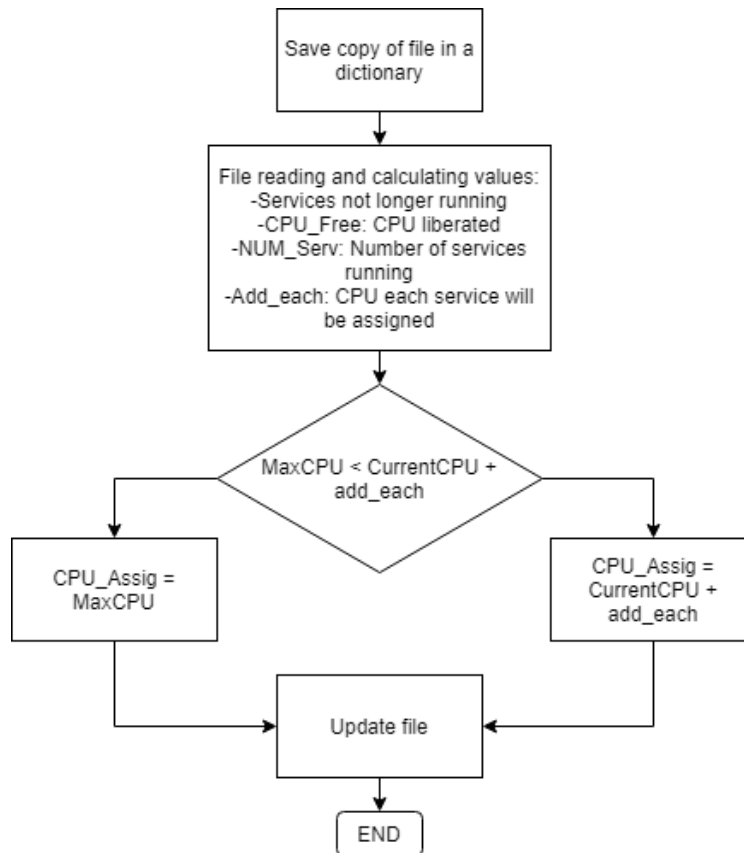 Save copy of file in a
dictionary
File reading and calculating values:
-Services not longer running
-CPU_Free: CPU liberated
-NUM_Serv: Number of services
running
-Add_each: CPU each service will
be assigned
MaxCPU < CurrentCPU +
add_each
CPU_Assig =
MaxCPU
CPU_Assig =
CurrentCPU +
add_each
Update file
END